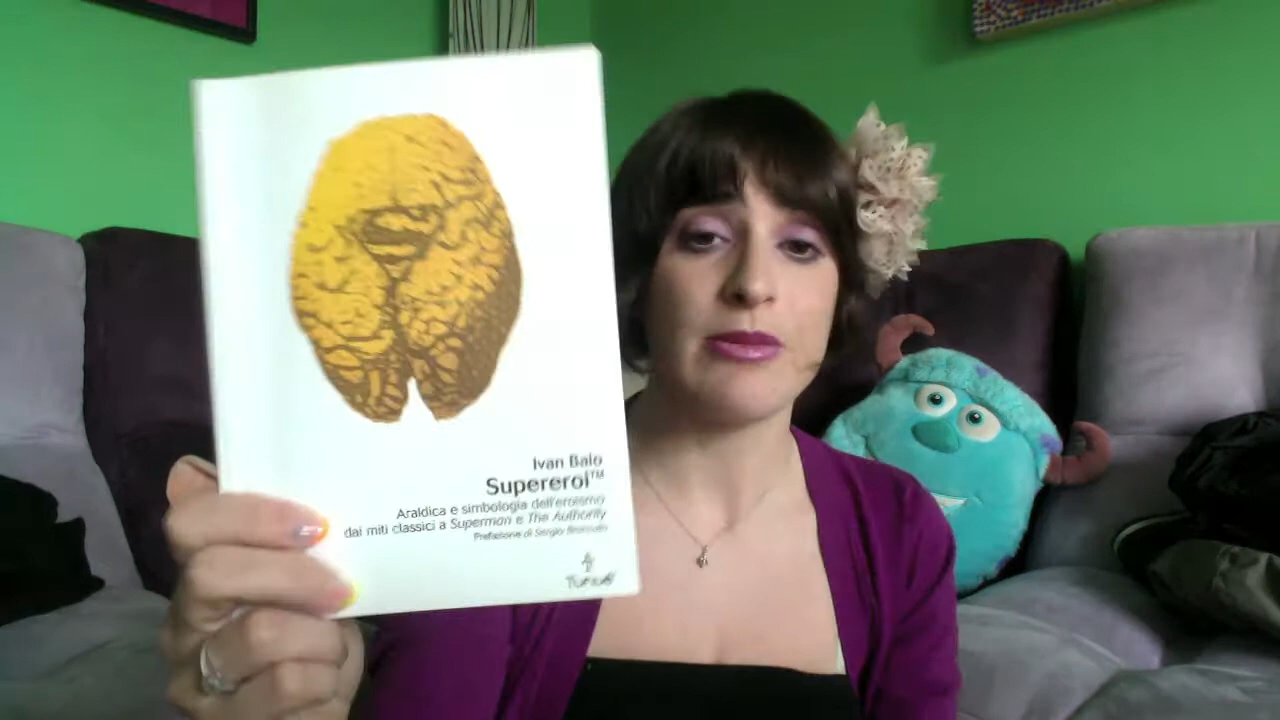 Ivan Balo
Supereroi™
Araldica e simbologia dell'eroismo
dai miti classici a Superman e The Authority
Prefazione di Sergio
Tunué